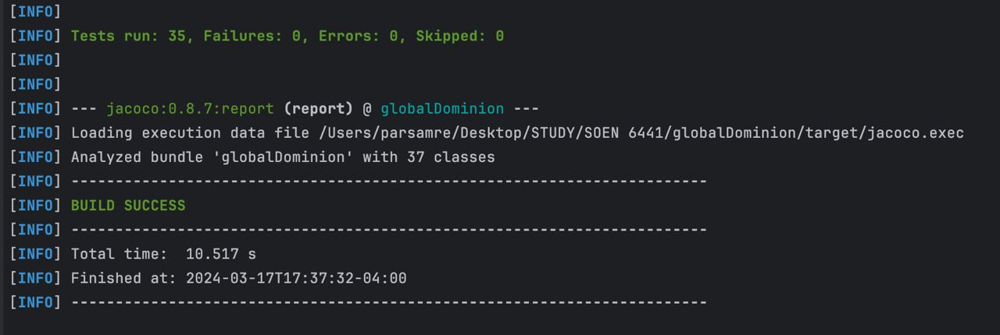 [INFO]
[INFO] Tests run: 35, Failures: 0, Errors: 0, Skipped: 0
[INFO]
[INFO]
[INFO] --- jacoco:0.8.7:report (report) @ globalDominion ---
[INFO] Loading execution data file /Users/parsamre/Desktop/STUDY/SOEN 6441/globalDominion/target/jacoco.exec
[INFO] Analyzed bundle 'globalDominion' with 37 classes
[INFO] ------------------------------------------------------------------------
[INFO] BUILD SUCCESS
[INFO] ------------------------------------------------------------------------
[INFO] Total time:  10.517 s
[INFO] Finished at: 2024-03-17T17:37:32-04:00
[INFO] ------------------------------------------------------------------------